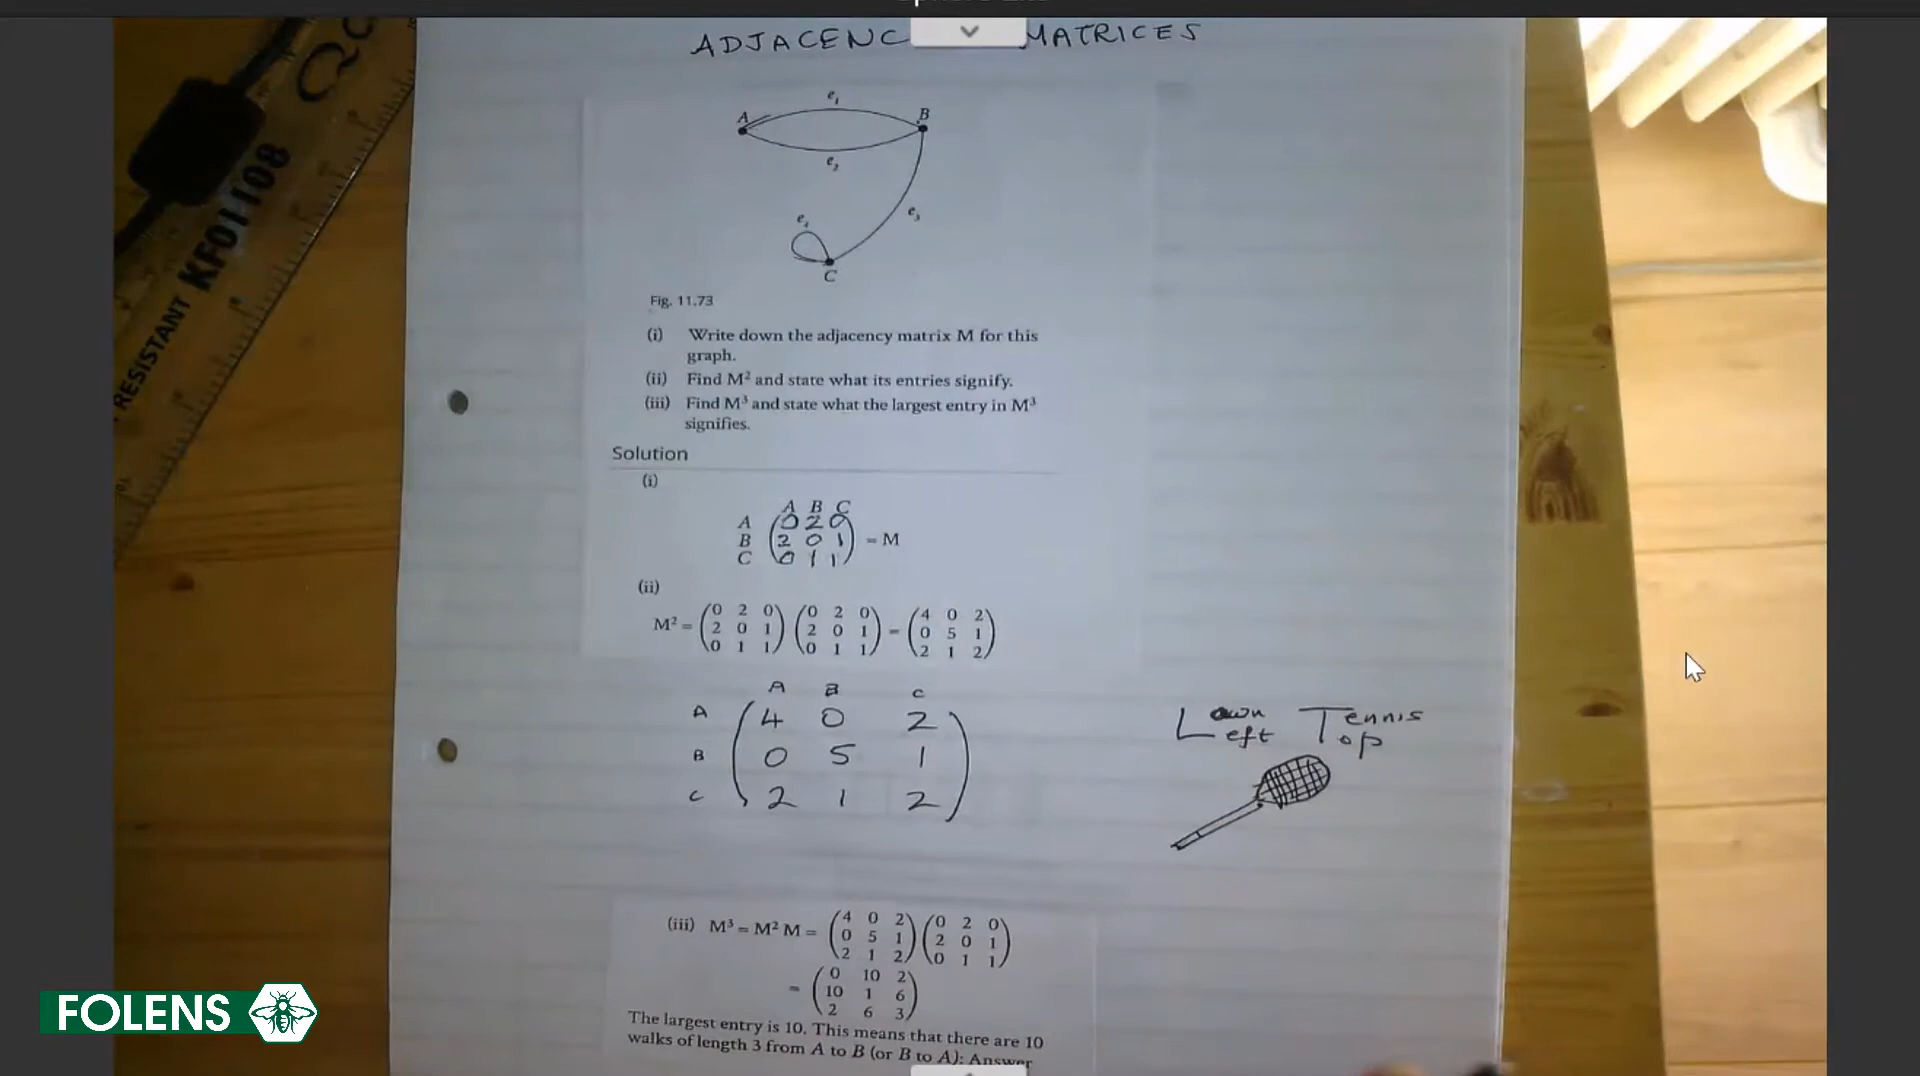 ADJACENC MATRICES
e₁
A B
e₂
e₃
C
Fig. 11.73
(i) Write down the adjacency matrix M for this
graph.
(ii) Find M² and state what its entries signify.
(iii) Find M³ and state what the largest entry in M³
signifies.
Solution
(i)
A B C
A 0 2 0
B 2 0 1 = M
C 0 1 1
(ii)
0 2 0 0 2 0 4 0 2
M² = 2 0 1 2 0 1 = 0 5 1
0 1 1 0 1 1 2 1 2
A B C
A 4 0 2
B 0 5 1
C 2 1 2
Lawn Tennis
Left Top
4 0 2 0 2 0
(iii) M³ = M² M = 0 5 1 2 0 1
2 1 2 0 1 1
0 10 2
= 10 1 6
2 6 3
The largest entry is 10. This means that there are 10
walks of length 3 from A to B (or B to A): Answer
RESISTANT KF01108
FOLENS